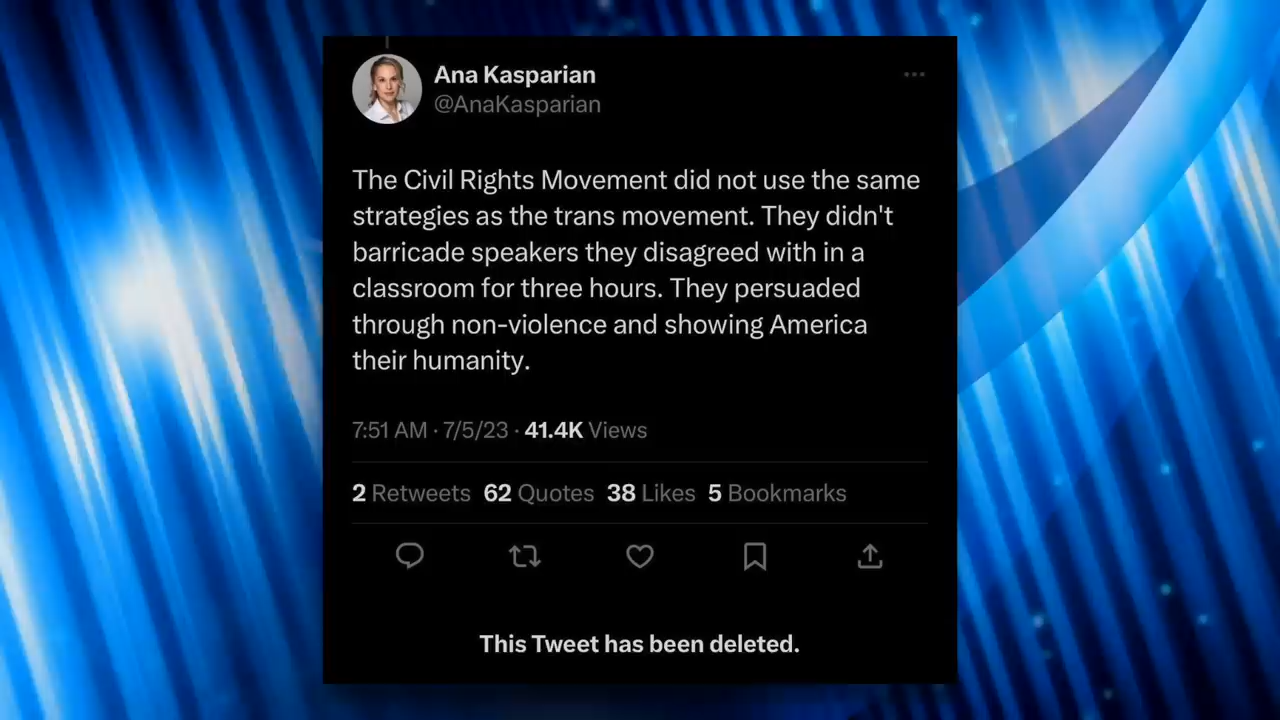 Ana Kasparian
@AnaKasparian
The Civil Rights Movement did not use the same
strategies as the trans movement. They didn't
barricade speakers they disagreed with in a
classroom for three hours. They persuaded
through non-violence and showing America
their humanity.
7:51 AM · 7/5/23 · 41.4K Views
2 Retweets 62 Quotes 38 Likes 5 Bookmarks
This Tweet has been deleted.